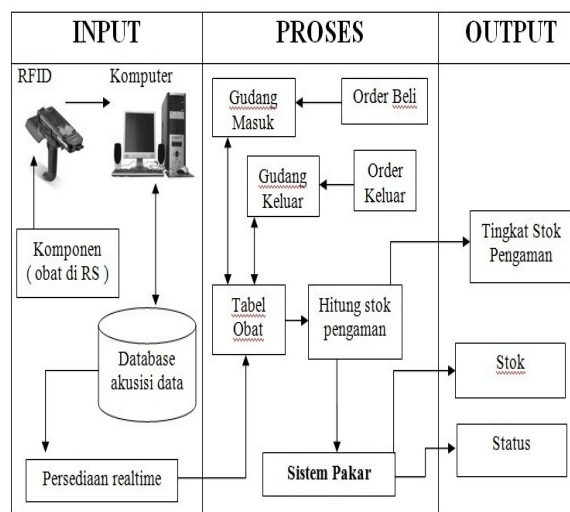 INPUT
PROSES
OUTPUT
RFID
Komputer
Komponen
( obat di RS )
Database
akusisi data
Persediaan realtime
Gudang
Masuk
Order Beli
Gudang
Keluar
Order
Keluar
Tabel
Obat
Hitung stok
pengaman
Sistem Pakar
Tingkat Stok
Pengaman
Stok
Status